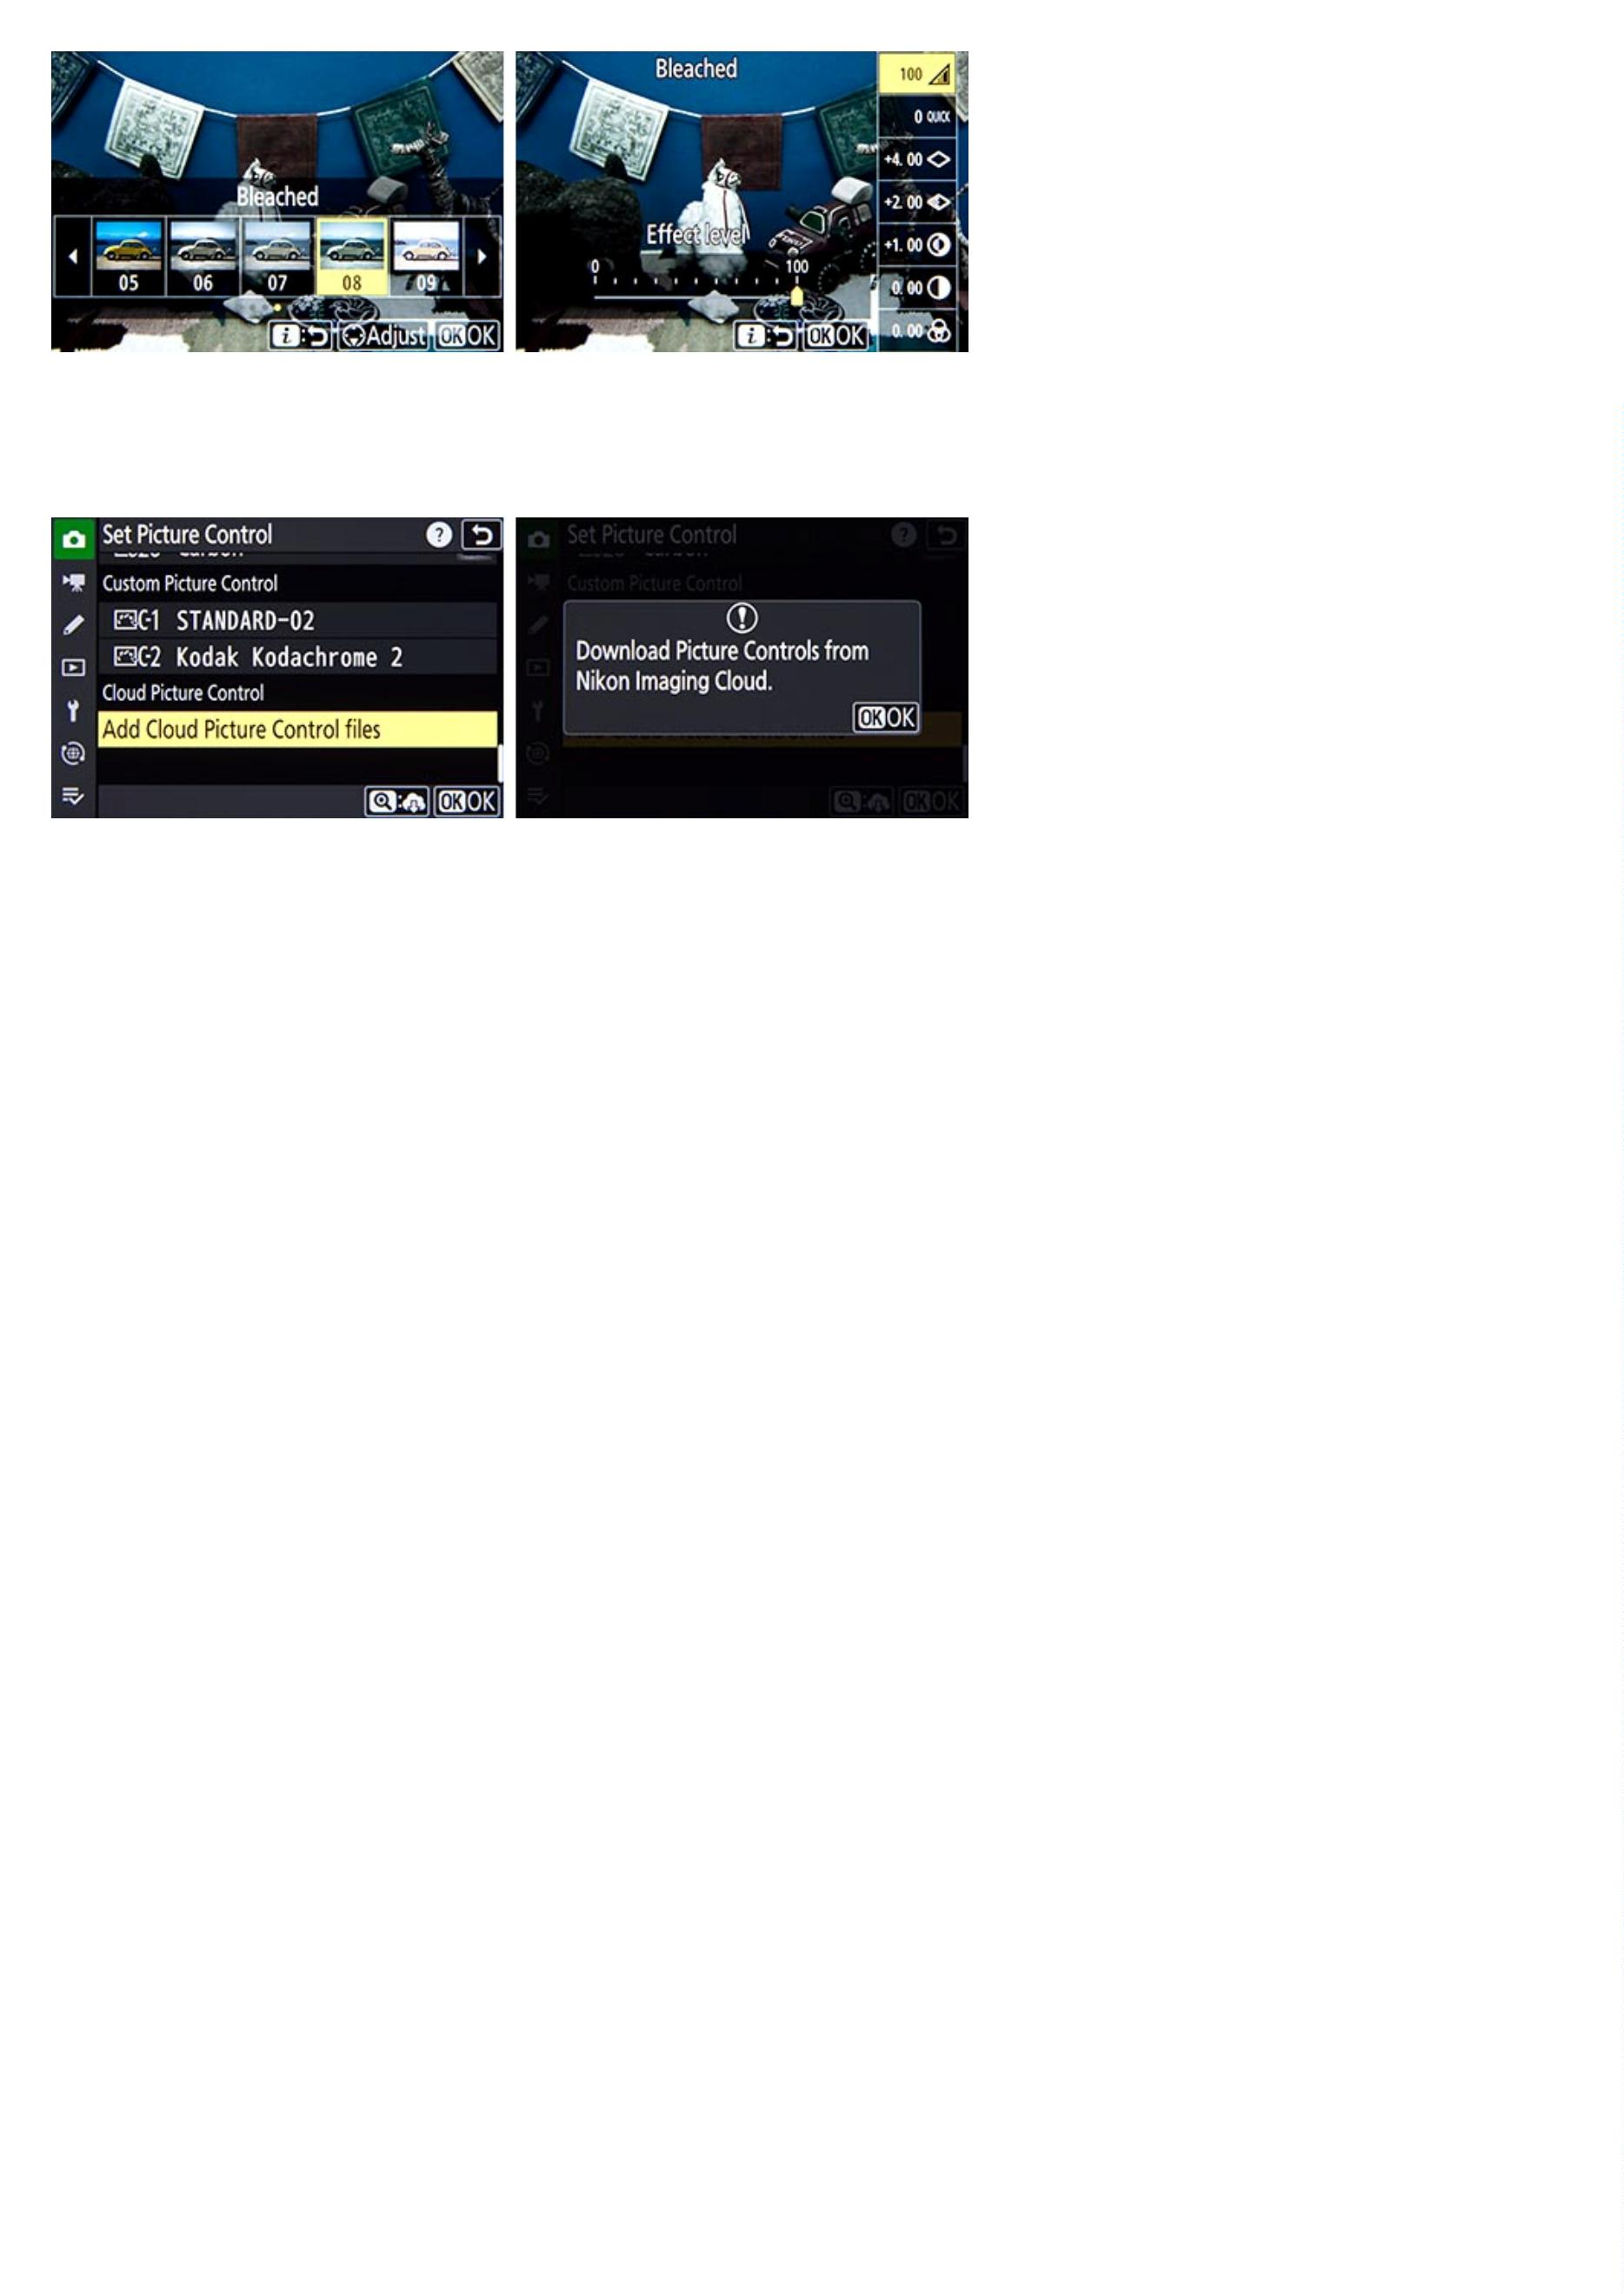 Bleached
05 06 07 08 09
i Adjust OK OK
Bleached
100
0 QUICK
+4.00
+2.00
Effect level
+1.00
0 100
0.00
0.00
i OK OK
Set Picture Control ?
Custom Picture Control
C-1 STANDARD-02
C-2 Kodak Kodachrome 2
Cloud Picture Control
Add Cloud Picture Control files
OK OK
Set Picture Control ?
Custom Picture Control
Download Picture Controls from
Nikon Imaging Cloud.
OK OK
OK OK